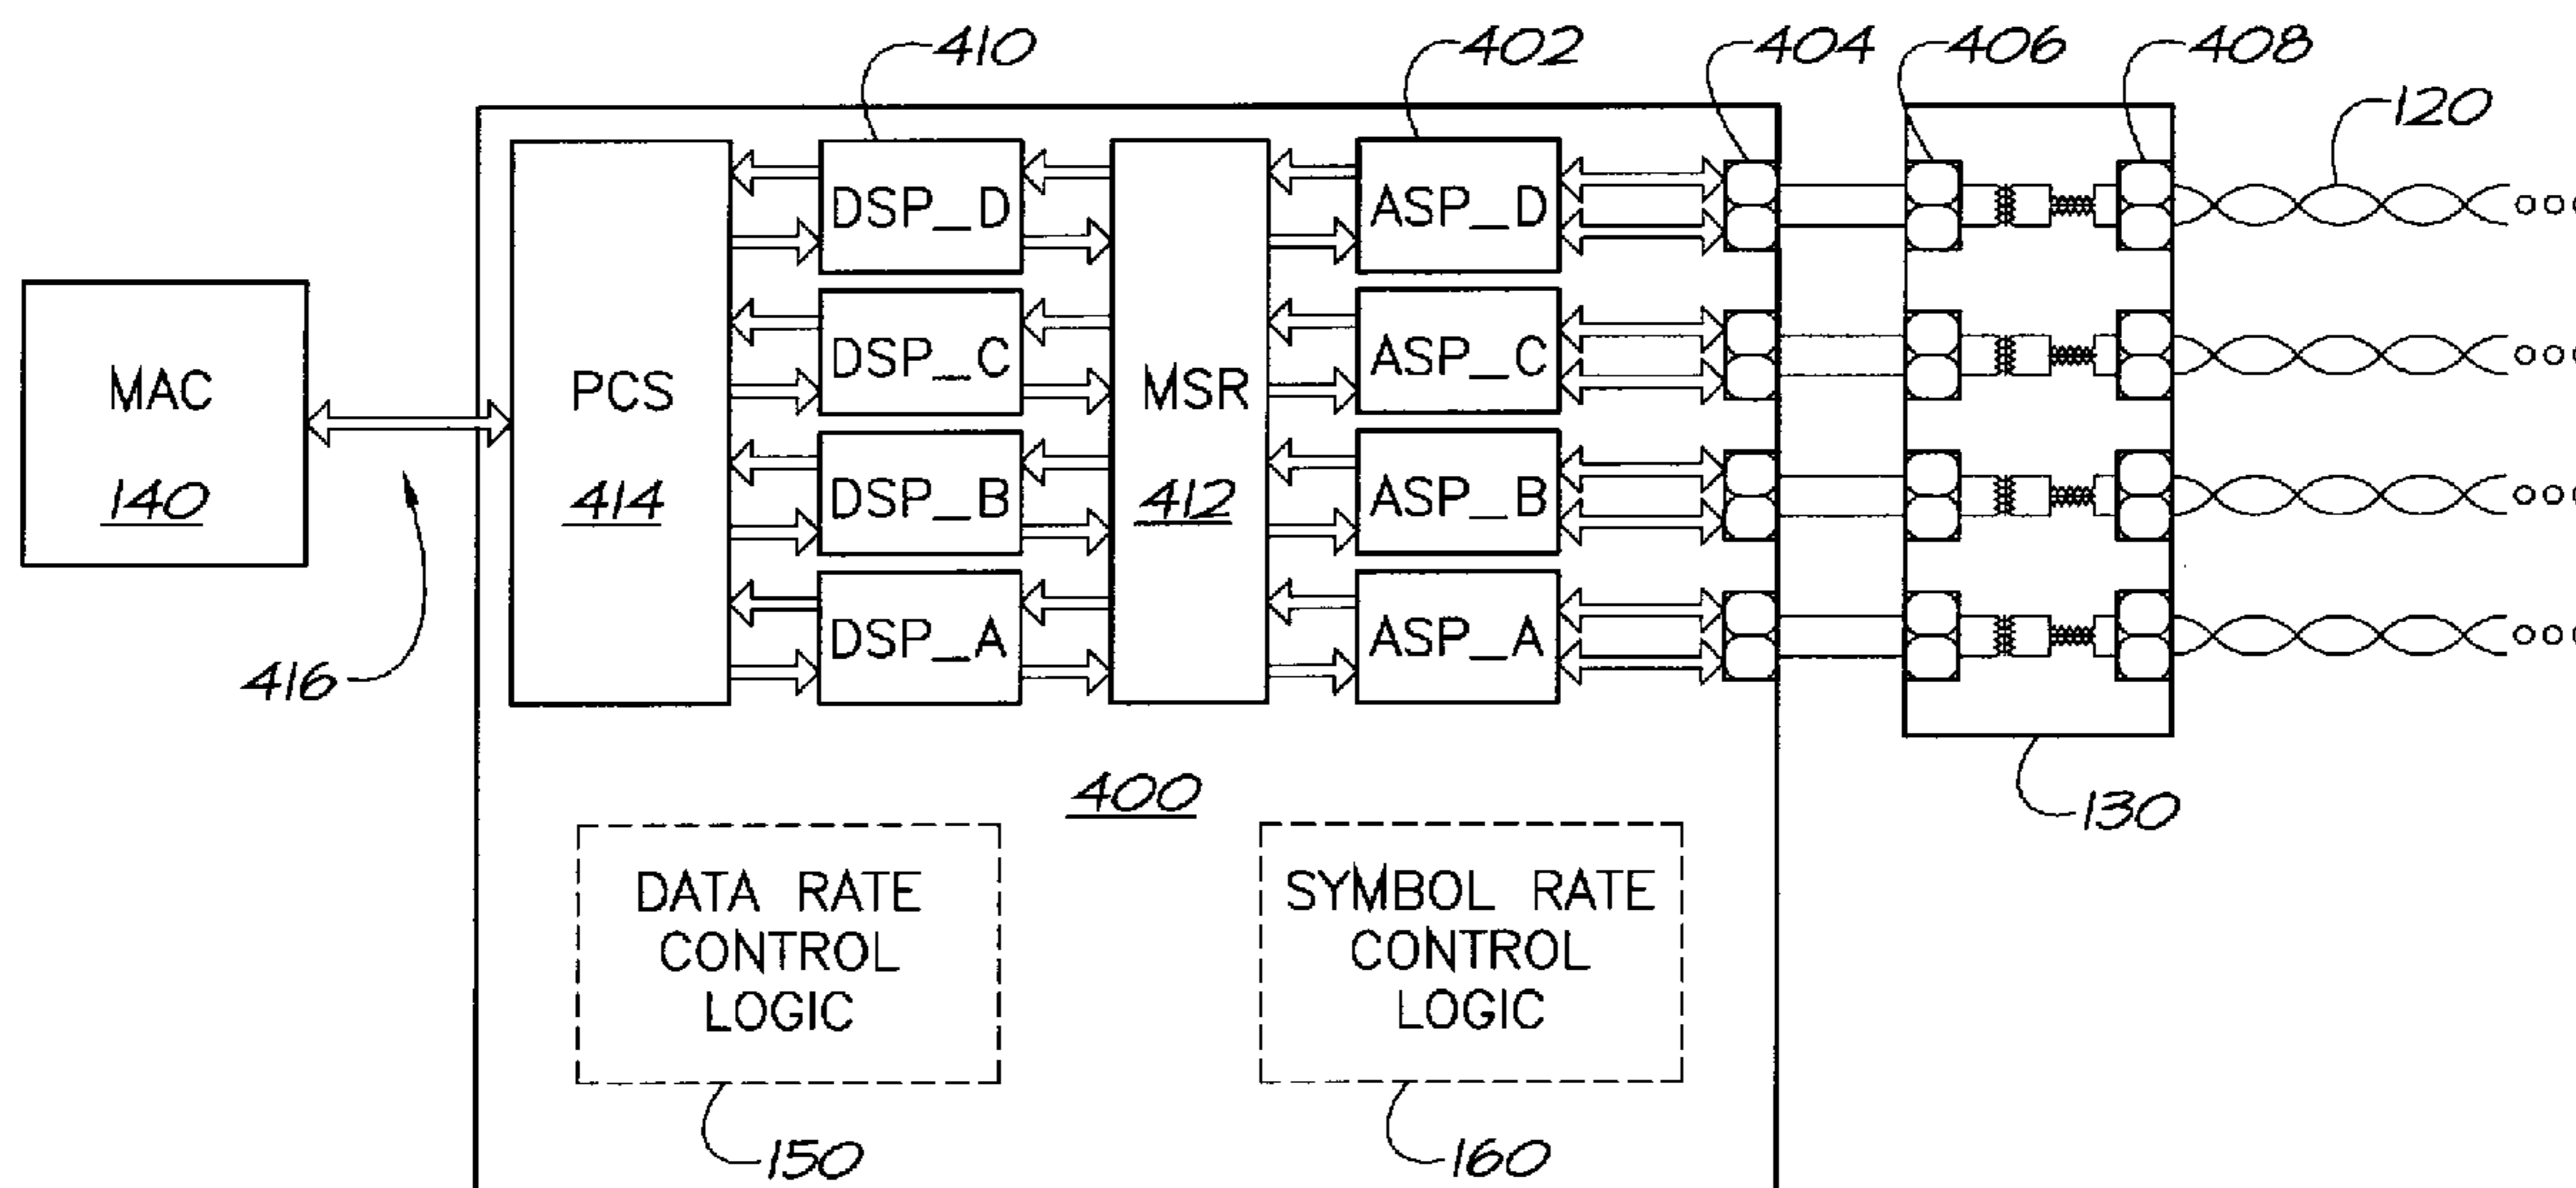 410
402
404
406
408
120
MAC
140
416
PCS
414
DSP_D
DSP_C
DSP_B
DSP_A
MSR
412
ASP_D
ASP_C
ASP_B
ASP_A
130
400
DATA RATE
CONTROL
LOGIC
150
SYMBOL RATE
CONTROL
LOGIC
160